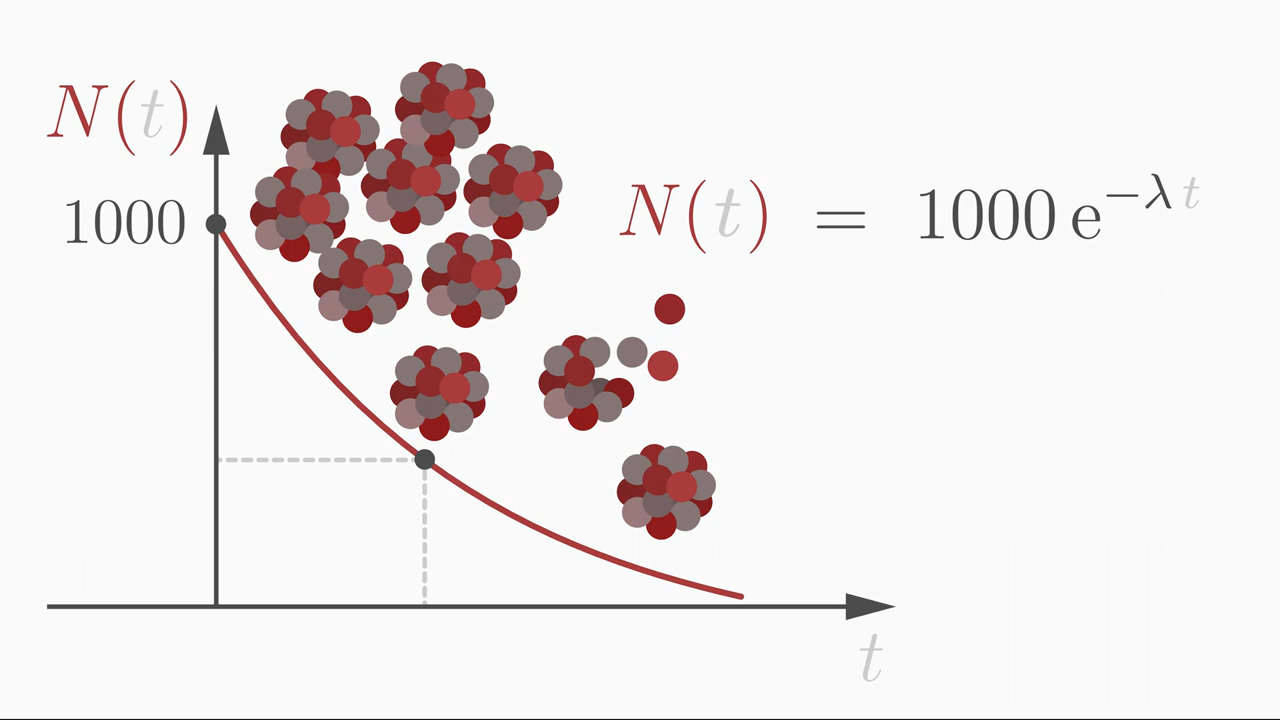 N(t)
1000
N(t) = 1000 e^{-λt}
t